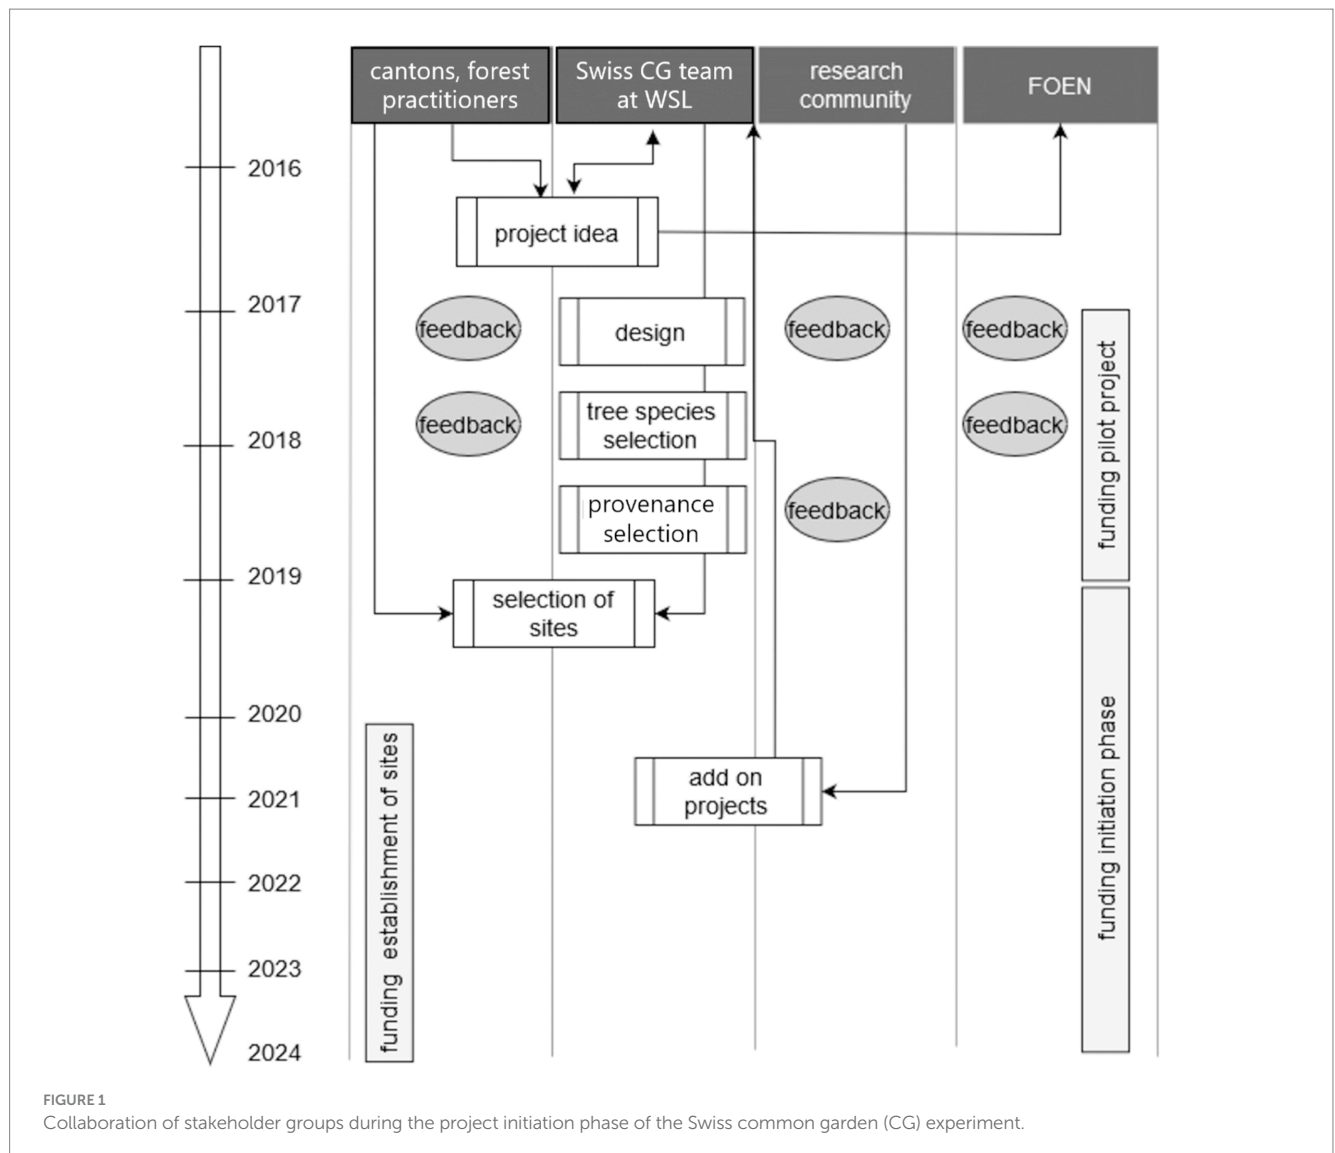 cantons, forest
practitioners
Swiss CG team
at WSL
research
community
FOEN
2016
project idea
2017
feedback
design
feedback
feedback
feedback
tree species
selection
feedback
2018
provenance
selection
feedback
funding pilot project
2019
selection of
sites
2020
funding establishment of sites
add on
projects
2021
funding initiation phase
2022
2023
2024
FIGURE 1
Collaboration of stakeholder groups during the project initiation phase of the Swiss common garden (CG) experiment.